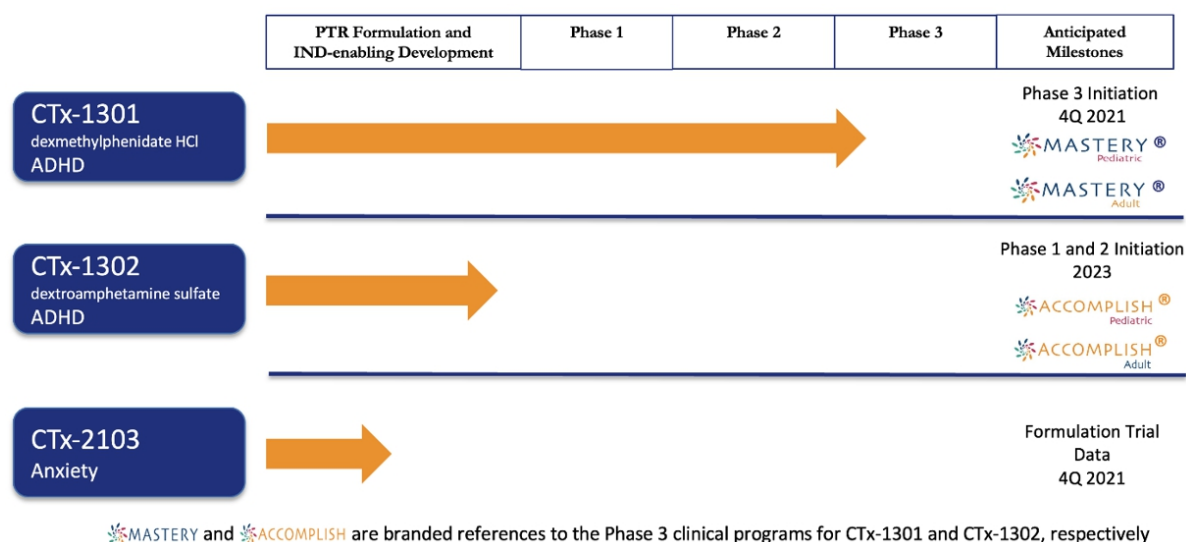 PTR Formulation and
IND-enabling Development
Phase 1
Phase 2
Phase 3
Anticipated
Milestones
CTx-1301
dexmethylphenidate HCl
ADHD
Phase 3 Initiation
4Q 2021
MASTERY ®
Pediatric
MASTERY ®
Adult
CTx-1302
dextroamphetamine sulfate
ADHD
Phase 1 and 2 Initiation
2023
ACCOMPLISH ®
Pediatric
ACCOMPLISH ®
Adult
CTx-2103
Anxiety
Formulation Trial
Data
4Q 2021
MASTERY and ACCOMPLISH are branded references to the Phase 3 clinical programs for CTx-1301 and CTx-1302, respectively